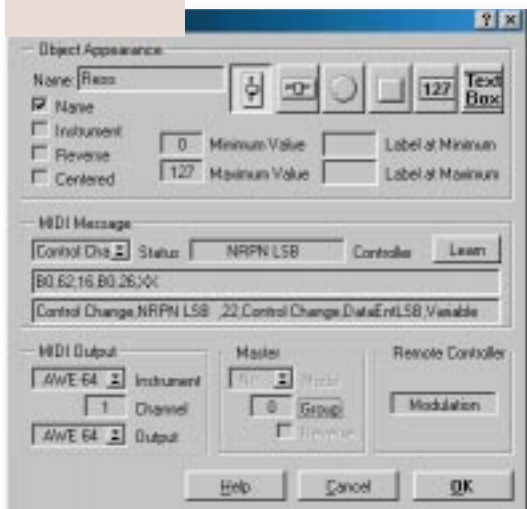 ? ×
Object Appearance
Name: Reso
Name
Instrument
Reverse
Centered
127
Text Box
0 Minimum Value Label at Minimum
127 Maximum Value Label at Maximum
MIDI Message
Control Cha Status NRPN LSB Controller Learn
B0,62,16,B0,26,XX
Control Change,NRPN LSB ,22,Control Change,DataEntLSB,Variable
MIDI Output
AWE 64 Instrument
1 Channel
AWE 64 Output
Master
Mode
0 Group
Reverse
Remote Controller
Modulation
Help Cancel OK